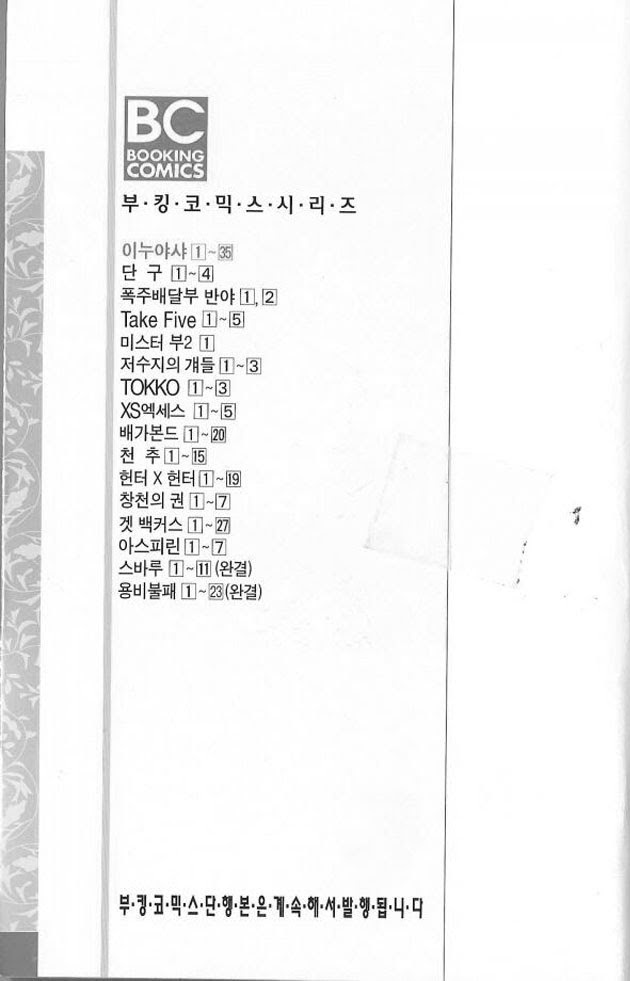 BC
BOOKING
COMICS
부·킹·코·믹·스·시·리·즈
이누야샤 1~35
단 구 1~4
폭주배달부 반야 1, 2
Take Five 1~5
미스터 부2 1
저수지의 걔들 1~3
TOKKO 1~3
XS엑세스 1~5
배가본드 1~20
천 추 1~15
헌터 X 헌터 1~19
창천의 권 1~7
겟 백커스 1~27
아스피린 1~7
스바루 1~11 (완결)
용비불패 1~23(완결)
부·킹·코·믹·스·단·행·본·은·계·속·해·서·발·행·됩·니·다